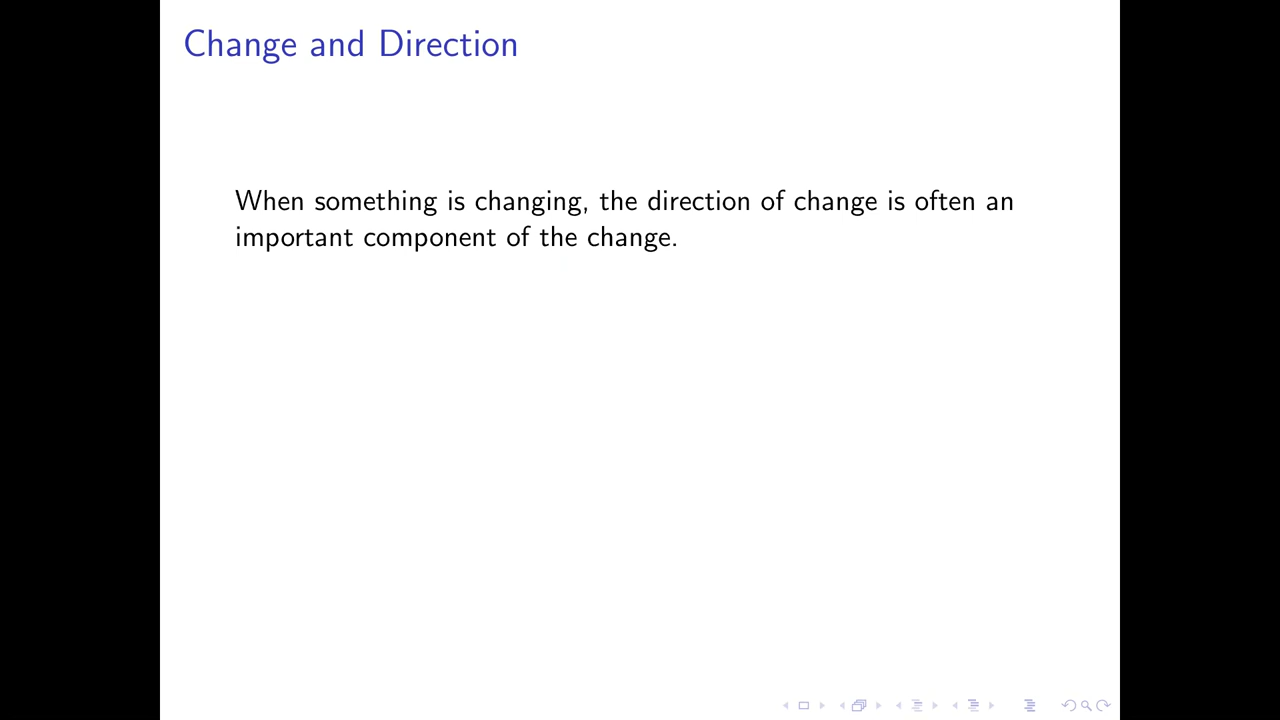 Change and Direction
When something is changing, the direction of change is often an
important component of the change.